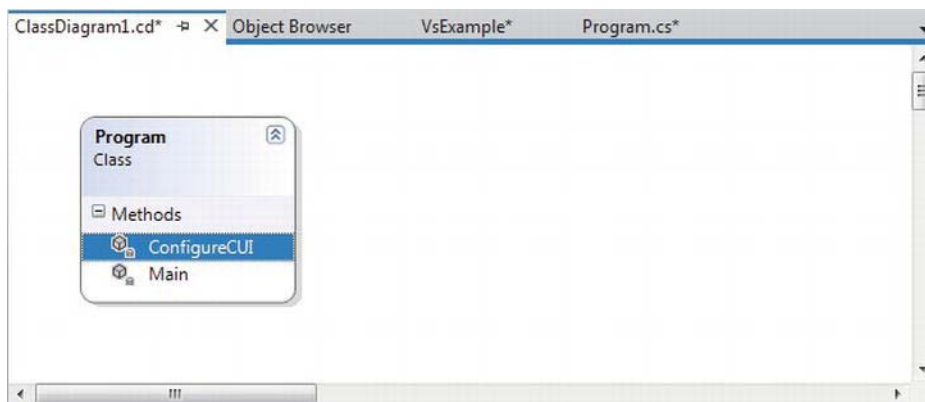 ClassDiagram1.cd* Object Browser VsExample* Program.cs*
Program
Class
Methods
ConfigureCUI
Main